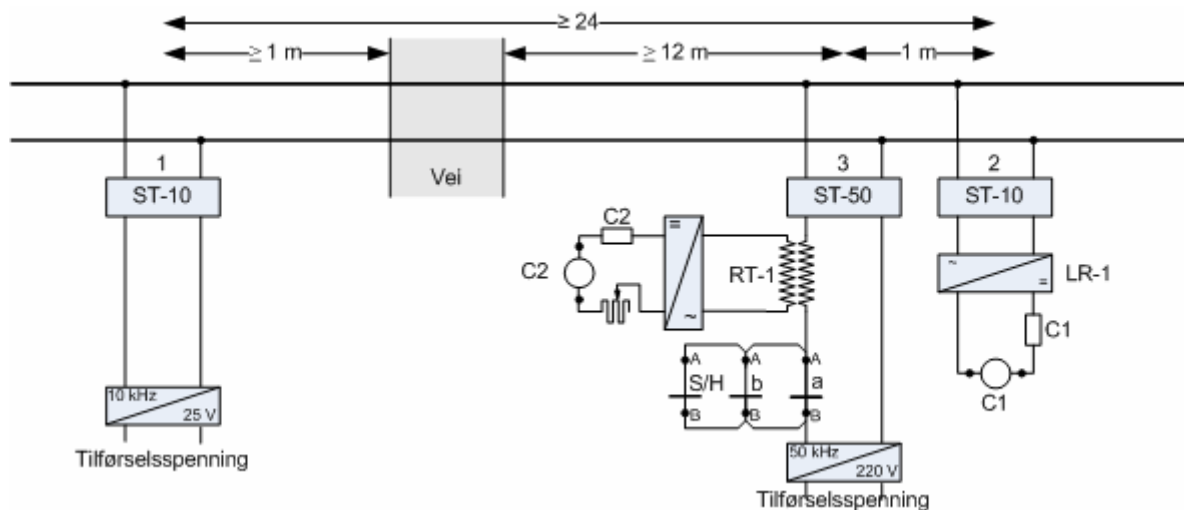 ≥ 24
≥ 1 m
≥ 12 m
1 m
Vei
1
ST-10
3
ST-50
2
ST-10
C2
C2
=
~
RT-1
~
=
LR-1
C1
C1
A
A
A
S/H
b
a
B
B
B
10 kHz
25 V
Tilførselsspenning
50 kHz
220 V
Tilførselsspenning